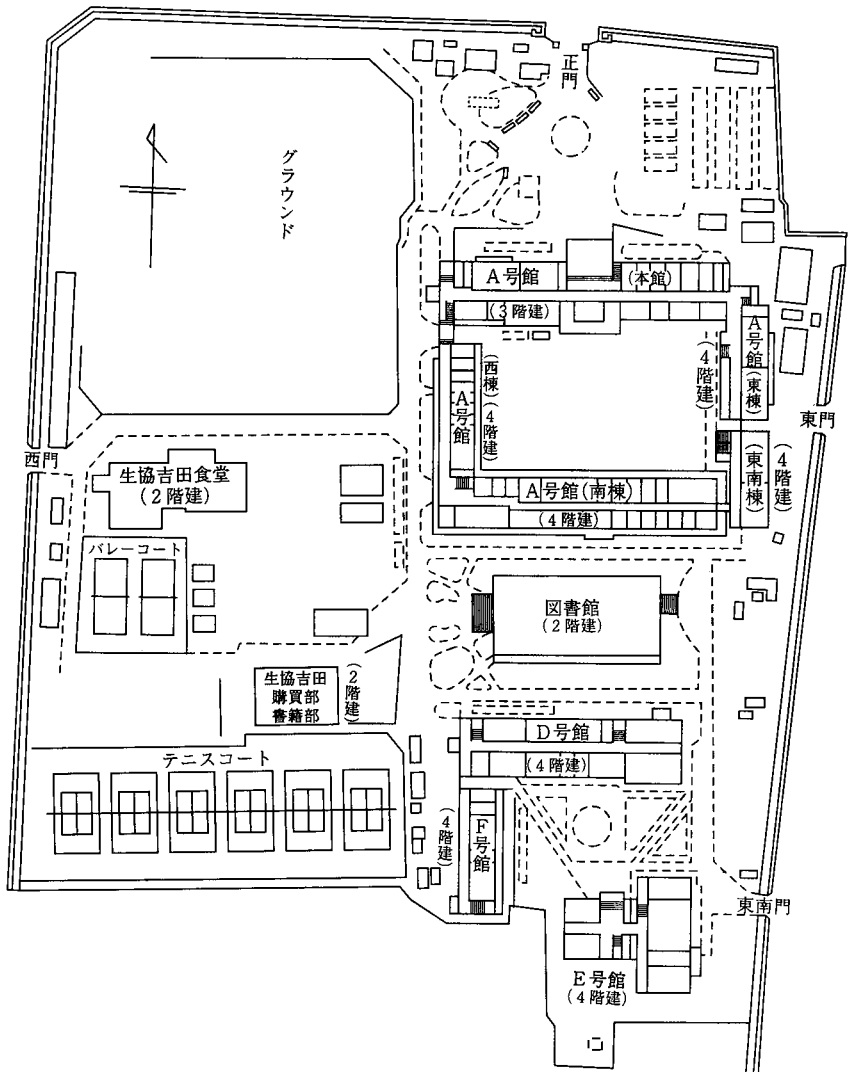 正門
グラウンド
A号館
(本館)
(3階建)
A号館
(東棟)
(4階建)
(西棟)
A号館
(4階建)
東門
(東南棟)
(4階建)
西門
生協吉田食堂
(2階建)
A号館(南棟)
(4階建)
バレーコート
図書館
(2階建)
生協吉田
購買部
書籍部
(2階建)
D号館
(4階建)
テニスコート
F号館
(4階建)
東南門
E号館
(4階建)